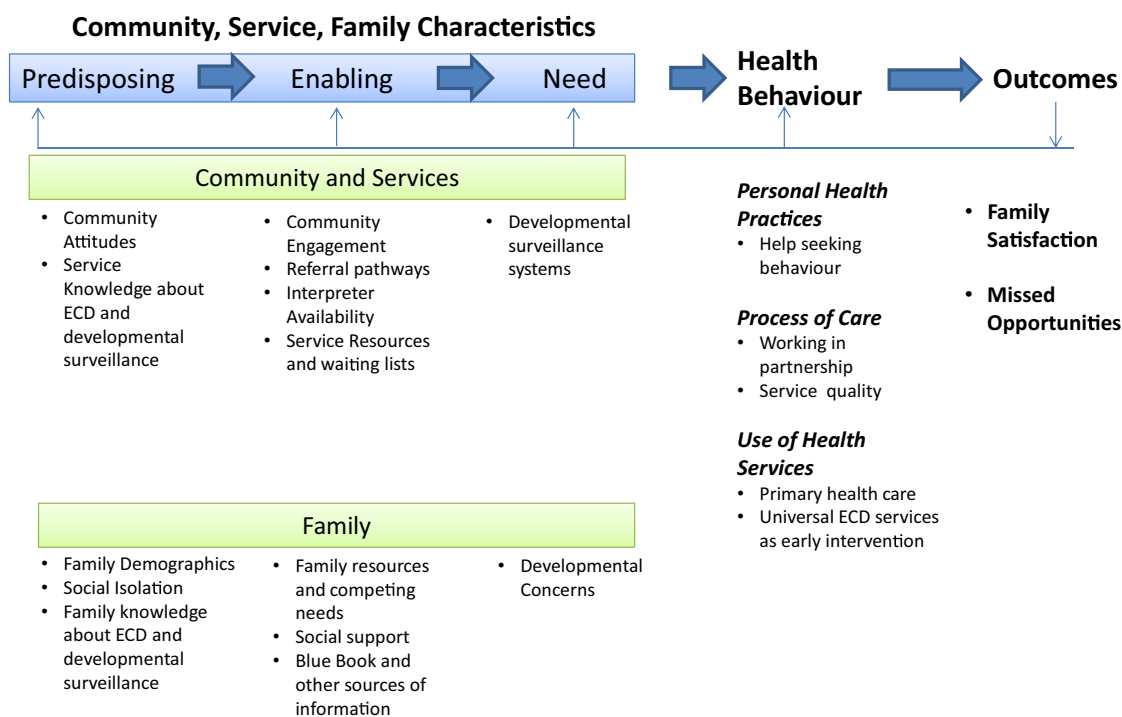 Community, Service, Family Characteristics
Predisposing
Enabling
Need
Health
Behaviour
Outcomes
Community and Services
• Community
Attitudes
• Service
Knowledge about
ECD and
developmental
surveillance
• Community
Engagement
• Referral pathways
• Interpreter
Availability
• Service Resources
and waiting lists
• Developmental
surveillance
systems
Personal Health
Practices
• Help seeking
behaviour
Process of Care
• Working in
partnership
• Service quality
Use of Health
Services
• Primary health care
• Universal ECD services
as early intervention
• Family
Satisfaction
• Missed
Opportunities
Family
• Family Demographics
• Social Isolation
• Family knowledge
about ECD and
developmental
surveillance
• Family resources
and competing
needs
• Social support
• Blue Book and
other sources of
information
• Developmental
Concerns